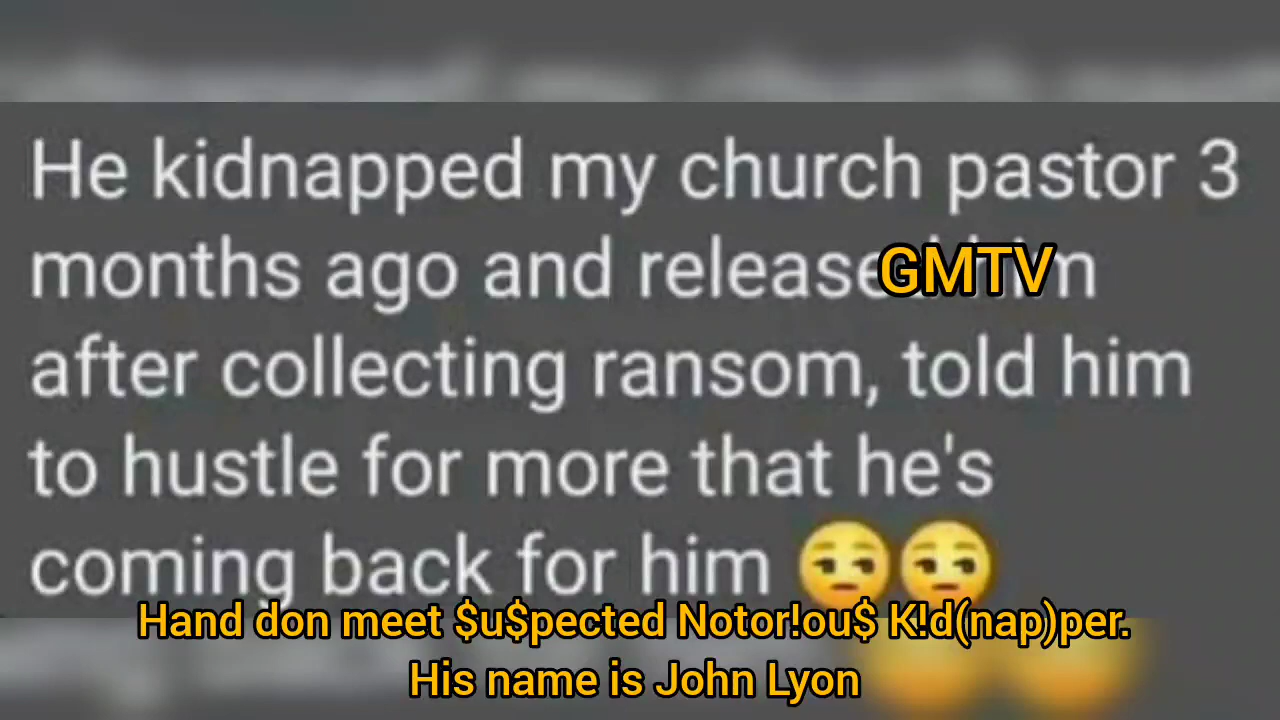 He kidnapped my church pastor 3
months ago and release GMTV
after collecting ransom, told him
to hustle for more that he's
coming back for him 😒😒
Hand don meet $u$pected Notor!ou$ K!d(nap)per.
His name is John Lyon